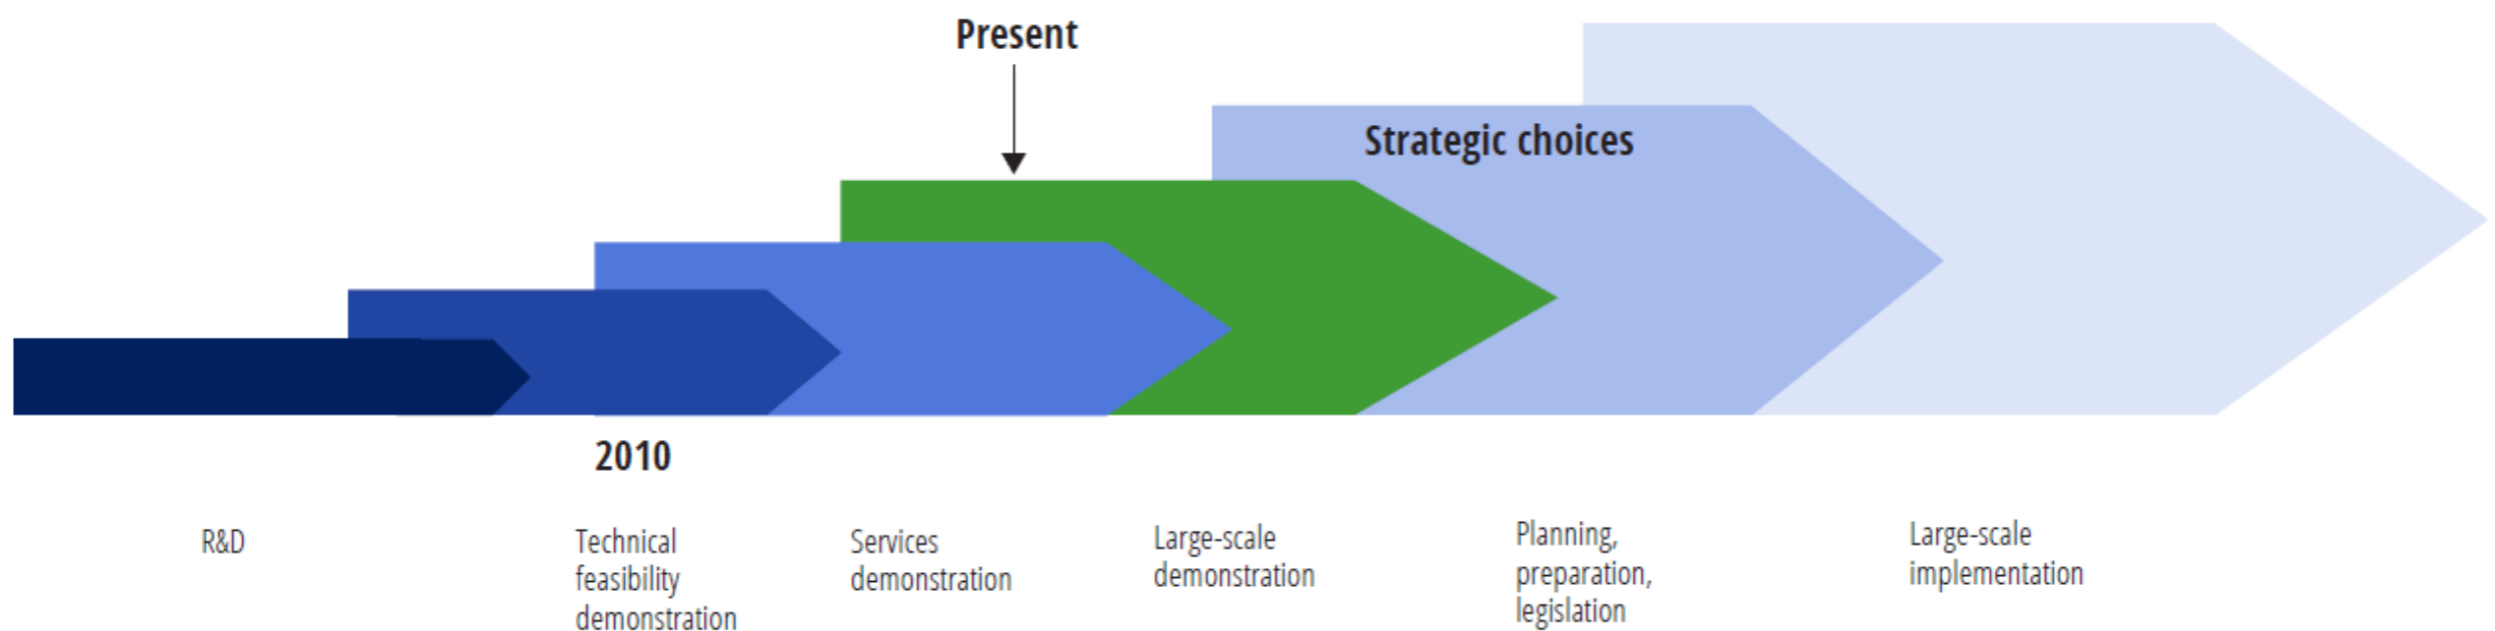 Present
Strategic choices
2010
R&D
Technical
feasibility
demonstration
Services
demonstration
Large-scale
demonstration
Planning,
preparation,
legislation
Large-scale
implementation